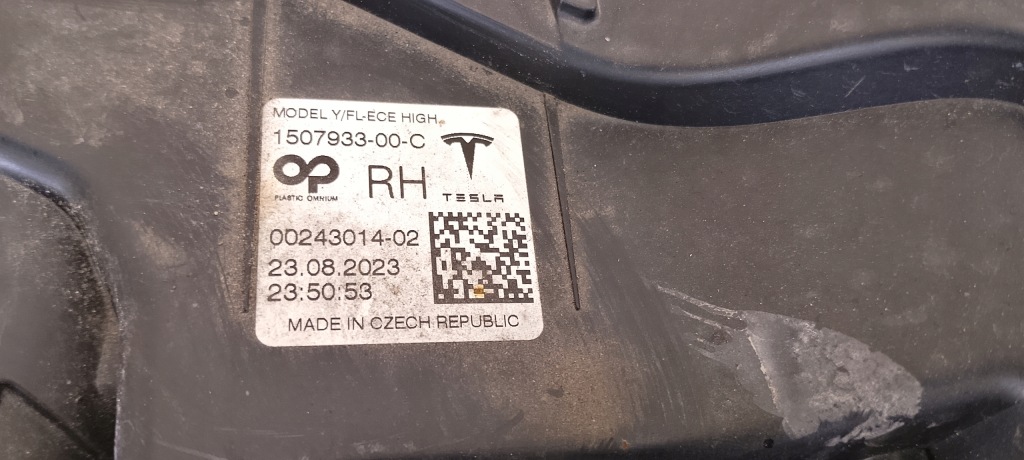 MODEL Y/FL-ECE HIGH
1507933-00-C
OP RH
PLASTIC OMNIUM TESLA
00243014-02
23.08.2023
23:50:53
MADE IN CZECH REPUBLIC